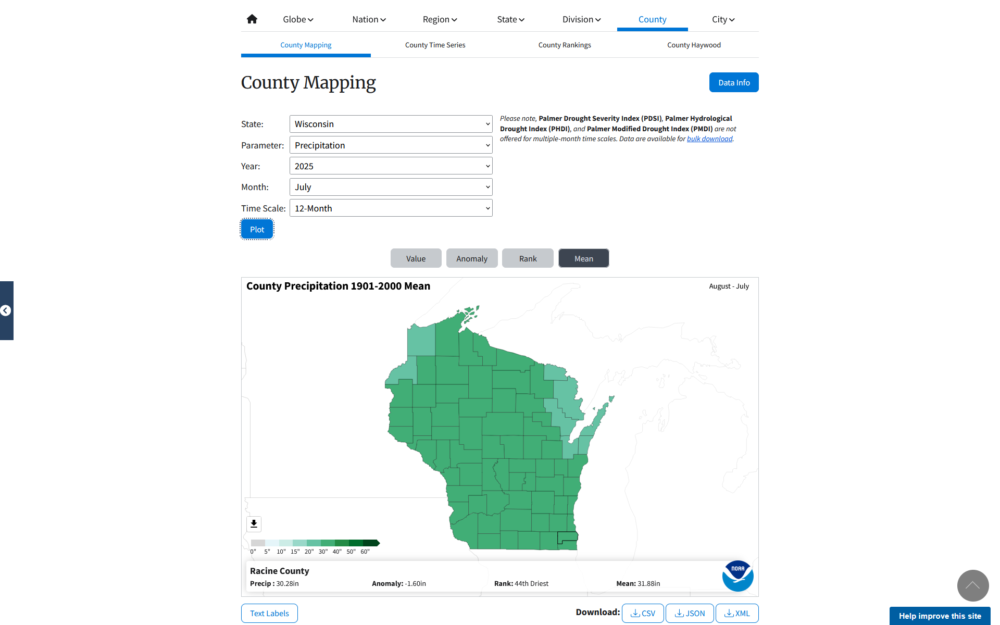 Globe Nation Region State Division County City
County Mapping County Time Series County Rankings County Haywood
County Mapping
Data Info
State: Wisconsin
Parameter: Precipitation
Year: 2025
Month: July
Time Scale: 12-Month
Plot
Please note, Palmer Drought Severity Index (PDSI), Palmer Hydrological
Drought Index (PHDI), and Palmer Modified Drought Index (PMDI) are not
offered for multiple-month time scales. Data are available for bulk download.
Value Anomaly Rank Mean
County Precipitation 1901-2000 Mean
August - July
0" 5" 10" 15" 20" 30" 40" 50" 60"
Racine County
Precip : 30.28in Anomaly: -1.60in Rank: 44th Driest Mean: 31.88in
NOAA
Text Labels
Download: CSV JSON XML
Help improve this site